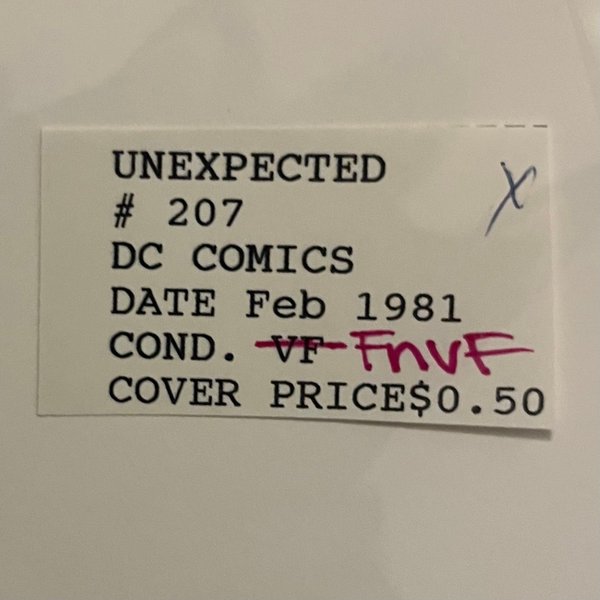 UNEXPECTED X
# 207
DC COMICS
DATE Feb 1981
COND. VF FnVF
COVER PRICE$0.50